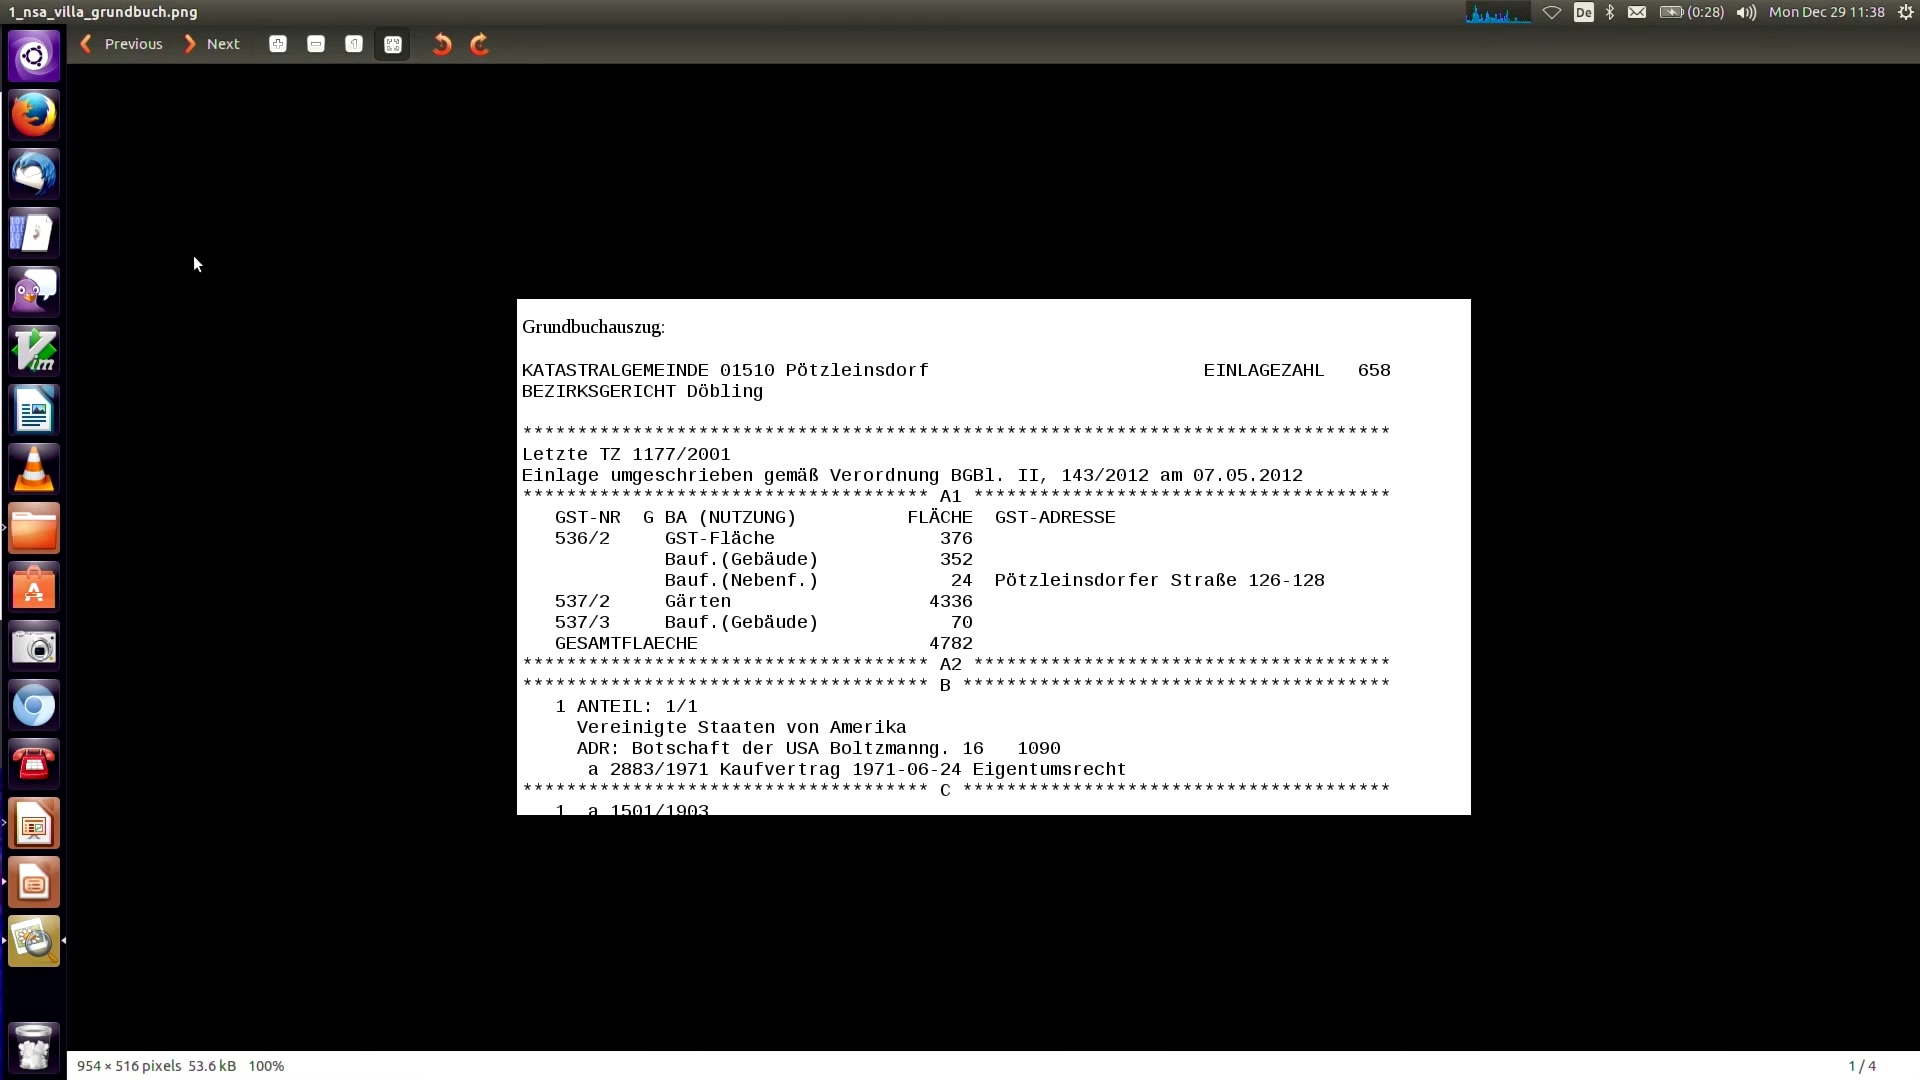 1_nsa_villa_grundbuch.png
De
(0:28)
Mon Dec 29 11:38
Previous
Next
Grundbuchauszug:
KATASTRALGEMEINDE 01510 Pötzleinsdorf EINLAGEZAHL 658
BEZIRKSGERICHT Döbling
*******************************************************************************
Letzte TZ 1177/2001
Einlage umgeschrieben gemäß Verordnung BGBl. II, 143/2012 am 07.05.2012
************************************* A1 **************************************
GST-NR G BA (NUTZUNG) FLÄCHE GST-ADRESSE
536/2 GST-Fläche 376
Bauf.(Gebäude) 352
Bauf.(Nebenf.) 24 Pötzleinsdorfer Straße 126-128
537/2 Gärten 4336
537/3 Bauf.(Gebäude) 70
GESAMTFLAECHE 4782
************************************* A2 **************************************
************************************* B ***************************************
1 ANTEIL: 1/1
Vereinigte Staaten von Amerika
ADR: Botschaft der USA Boltzmanng. 16 1090
a 2883/1971 Kaufvertrag 1971-06-24 Eigentumsrecht
************************************* C ***************************************
1 a 1501/1903
954 × 516 pixels 53.6 kB 100%
1 / 4